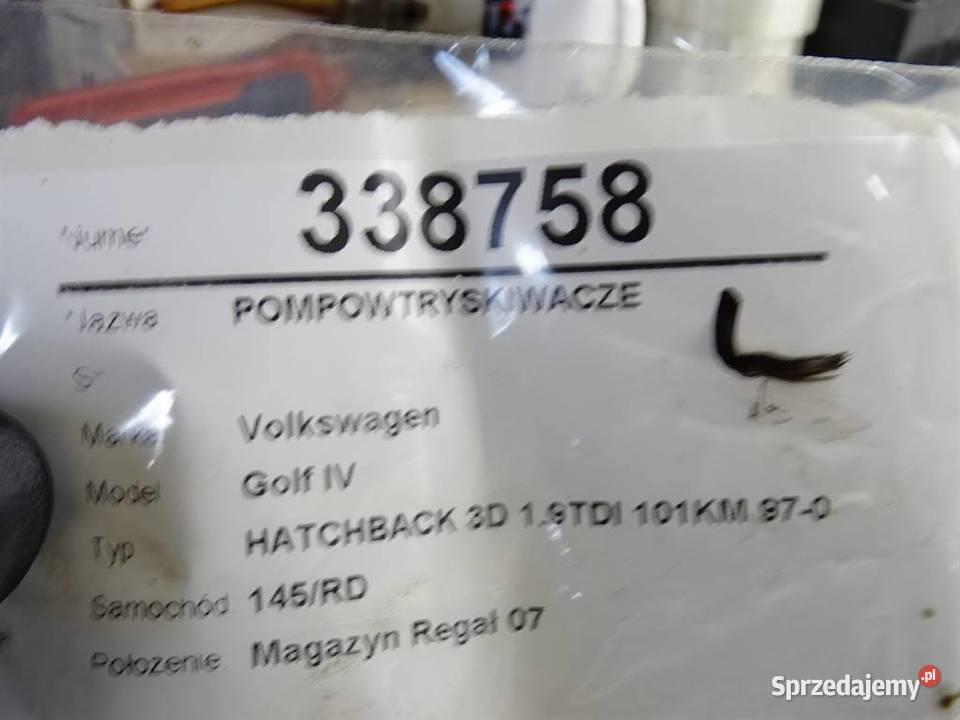 Numer 338758
Nazwa POMPOWTRYSKIWACZE
Marka Volkswagen
Model Golf IV
Typ HATCHBACK 3D 1.9TDI 101KM 97-0
Samochód 145/RD
Położenie Magazyn Regał 07
Sprzedajemy.pl